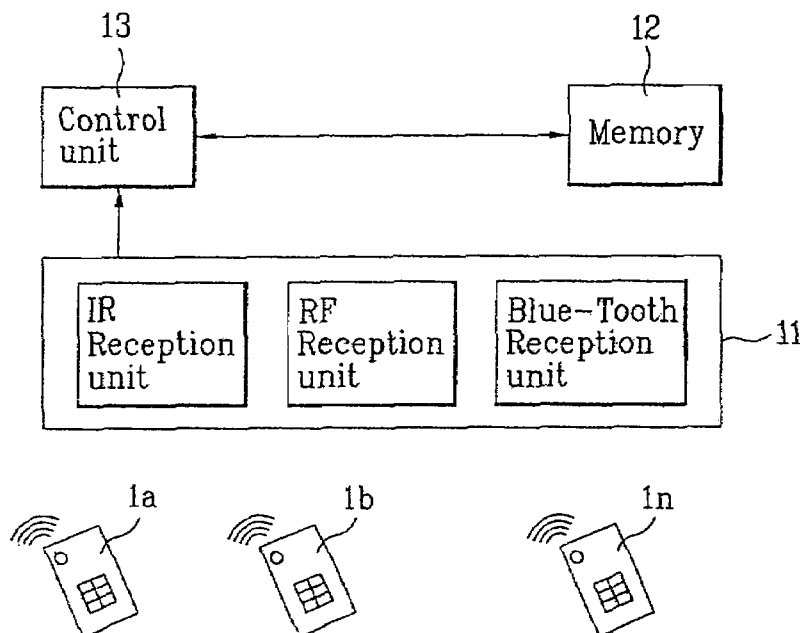 13
12
Control
unit
Memory
IR
Reception
unit
RF
Reception
unit
Blue-Tooth
Reception
unit
11
1a
1b
1n